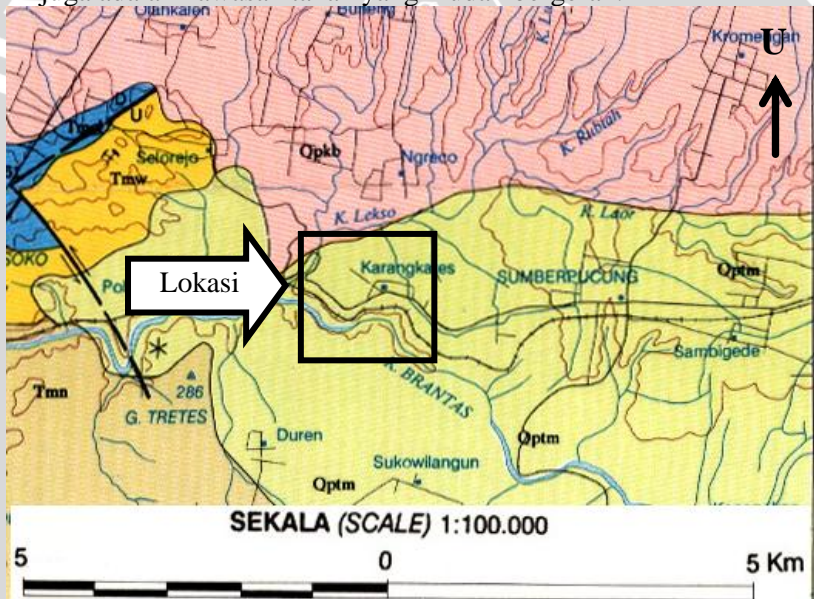 Kromengan
U
U
K. Rubiah
Selorejo
Qpkb
Ngreco
Tmw
K. Lekso
K. Laor
Lokasi
Karangkates
SUMBERPUCUNG
Qptm
Sambigede
K. BRANTAS
Tmn
286
G. TRETES
Duren
Qptm
Sukowilangun
Qptm
SEKALA (SCALE) 1:100.000
5 0 5 Km